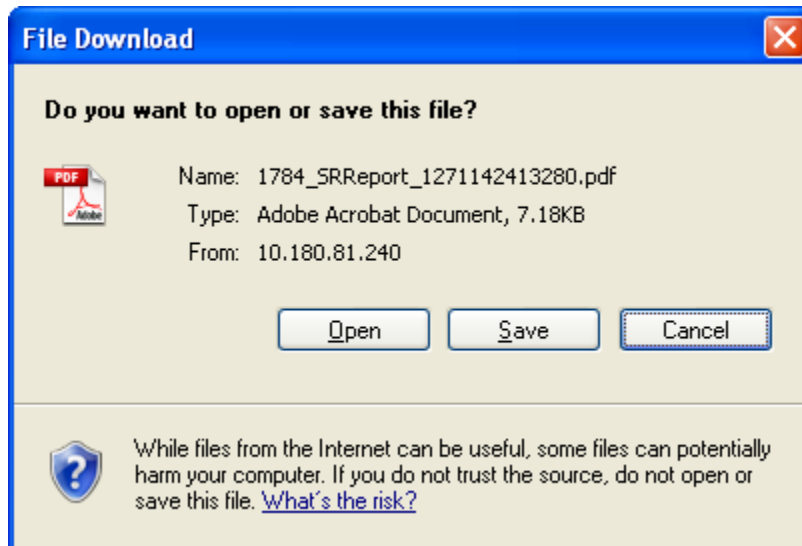 File Download
Do you want to open or save this file?
PDF
Adobe
Name: 1784_SRReport_1271142413280.pdf
Type: Adobe Acrobat Document, 7.18KB
From: 10.180.81.240
Open Save Cancel
While files from the Internet can be useful, some files can potentially
harm your computer. If you do not trust the source, do not open or
save this file. What's the risk?